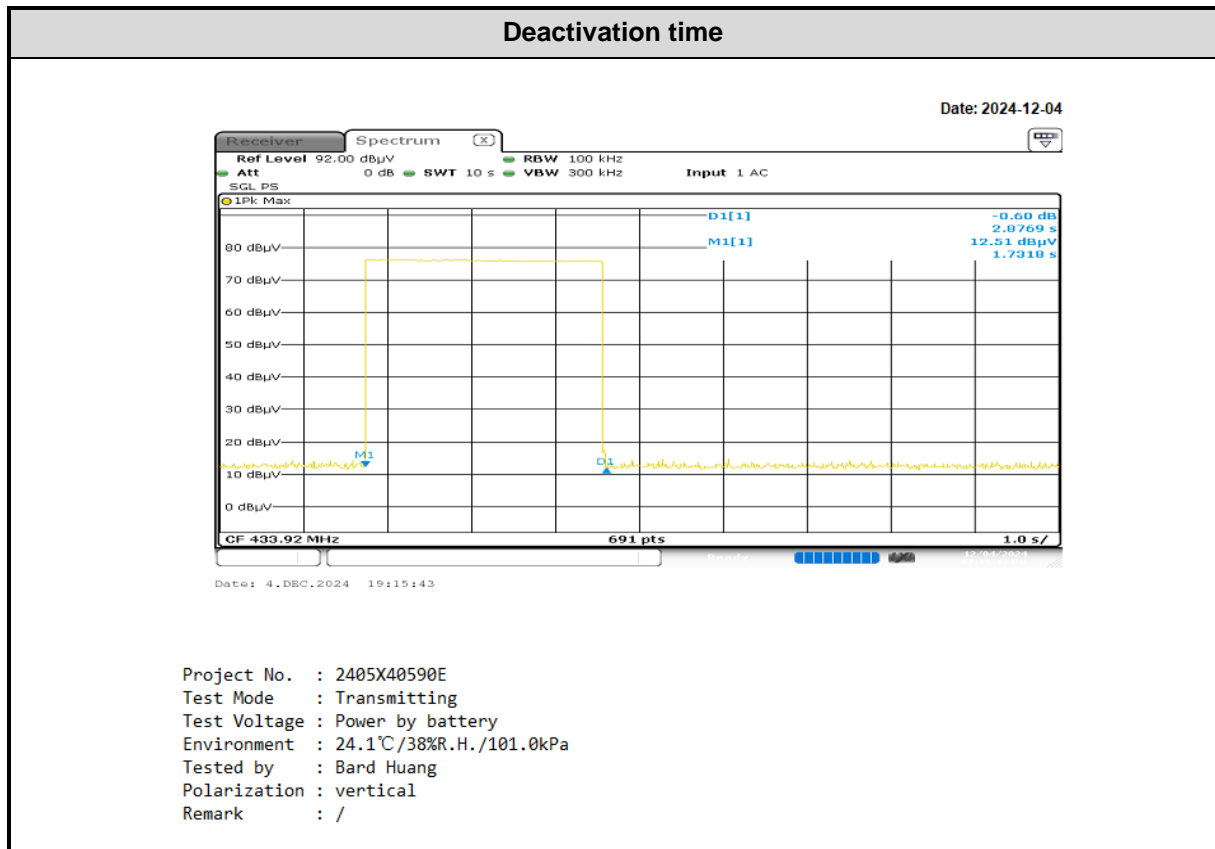 Deactivation time
Date: 2024-12-04
Receiver Spectrum X
Ref Level 92.00 dBµV RBW 100 kHz
Att 0 dB SWT 10 s VBW 300 kHz Input 1 AC
SGL PS
1Pk Max
D1[1] -0.60 dB
2.8769 s
M1[1] 12.51 dBµV
1.7318 s
80 dBµV
70 dBµV
60 dBµV
50 dBµV
40 dBµV
30 dBµV
20 dBµV
M1
D1
10 dBµV
0 dBµV
CF 433.92 MHz 691 pts 1.0 s/
Date: 4.DEC.2024 19:15:43
Project No. : 2405X40590E
Test Mode : Transmitting
Test Voltage : Power by battery
Environment : 24.1℃/38%R.H./101.0kPa
Tested by : Bard Huang
Polarization : vertical
Remark : /